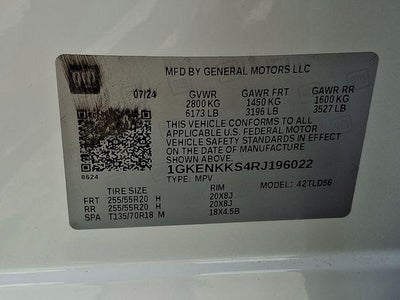 gm
MFD BY GENERAL MOTORS LLC
07/24 GVWR GAWR FRT GAWR RR
2800 KG 1450 KG 1600 KG
6173 LB 3196 LB 3527 LB
THIS VEHICLE CONFORMS TO ALL
APPLICABLE U.S. FEDERAL MOTOR
VEHICLE SAFETY STANDARDS IN EFFECT
ON THE DATE OF MANUFACTURE SHOWN ABOVE.
1GKENKKS4RJ196022
0624 TYPE: MPV MODEL: 42TLD56
TIRE SIZE RIM
FRT 255/55R20 H 20X8J
RR 255/55R20 H 20X8J
SPA T135/70R18 M 18X4.5B